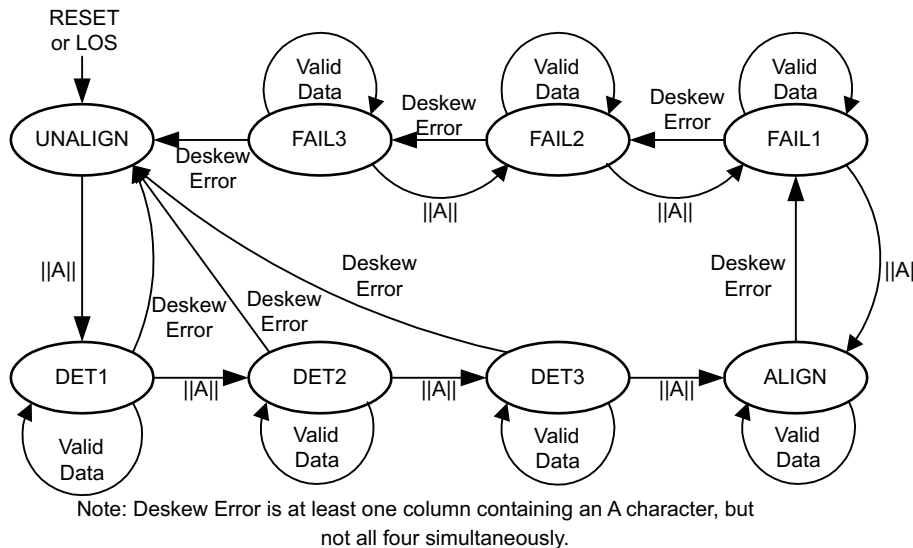 RESET
or LOS
Valid
Data
Valid
Data
Valid
Data
Deskew
Error
Deskew
Error
UNALIGN
FAIL3
FAIL2
FAIL1
Deskew
Error
||A||
||A||
||A||
||A||
Deskew
Error
Deskew
Error
Deskew
Error
Deskew
Error
DET1
DET2
DET3
ALIGN
||A||
||A||
||A||
Valid
Data
Valid
Data
Valid
Data
Valid
Data
Note: Deskew Error is at least one column containing an A character, but
not all four simultaneously.